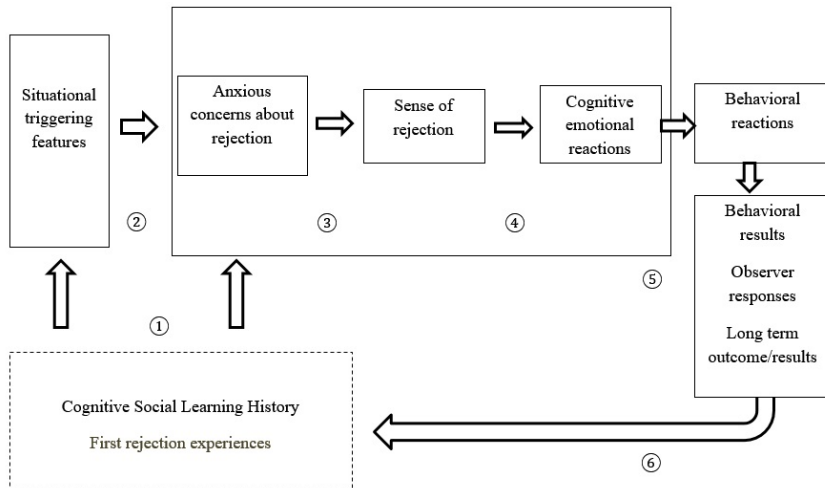 Situational
triggering
features
Anxious
concerns about
rejection
Sense of
rejection
Cognitive
emotional
reactions
Behavioral
reactions
②
③
④
⑤
Behavioral
results
Observer
responses
Long term
outcome/results
①
Cognitive Social Learning History
First rejection experiences
⑥